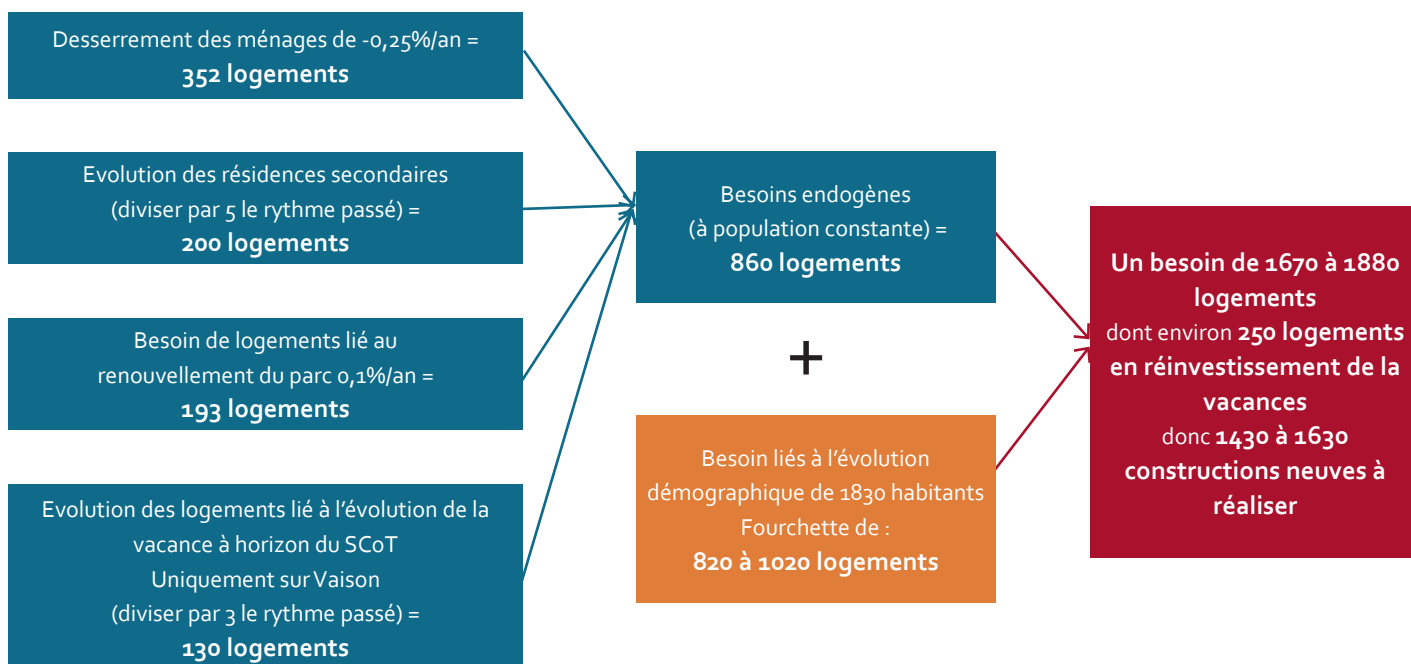 Desserrement des ménages de -0,25%/an =
352 logements
Evolution des résidences secondaires
(diviser par 5 le rythme passé) =
200 logements
Besoin de logements lié au
renouvellement du parc 0,1%/an =
193 logements
Evolution des logements lié à l'évolution de la
vacance à horizon du SCoT
Uniquement sur Vaison
(diviser par 3 le rythme passé) =
130 logements
Besoins endogènes
(à population constante) =
860 logements
+
Besoin liés à l'évolution
démographique de 1830 habitants
Fourchette de :
820 à 1020 logements
Un besoin de 1670 à 1880
logements
dont environ 250 logements
en réinvestissement de la
vacances
donc 1430 à 1630
constructions neuves à
réaliser